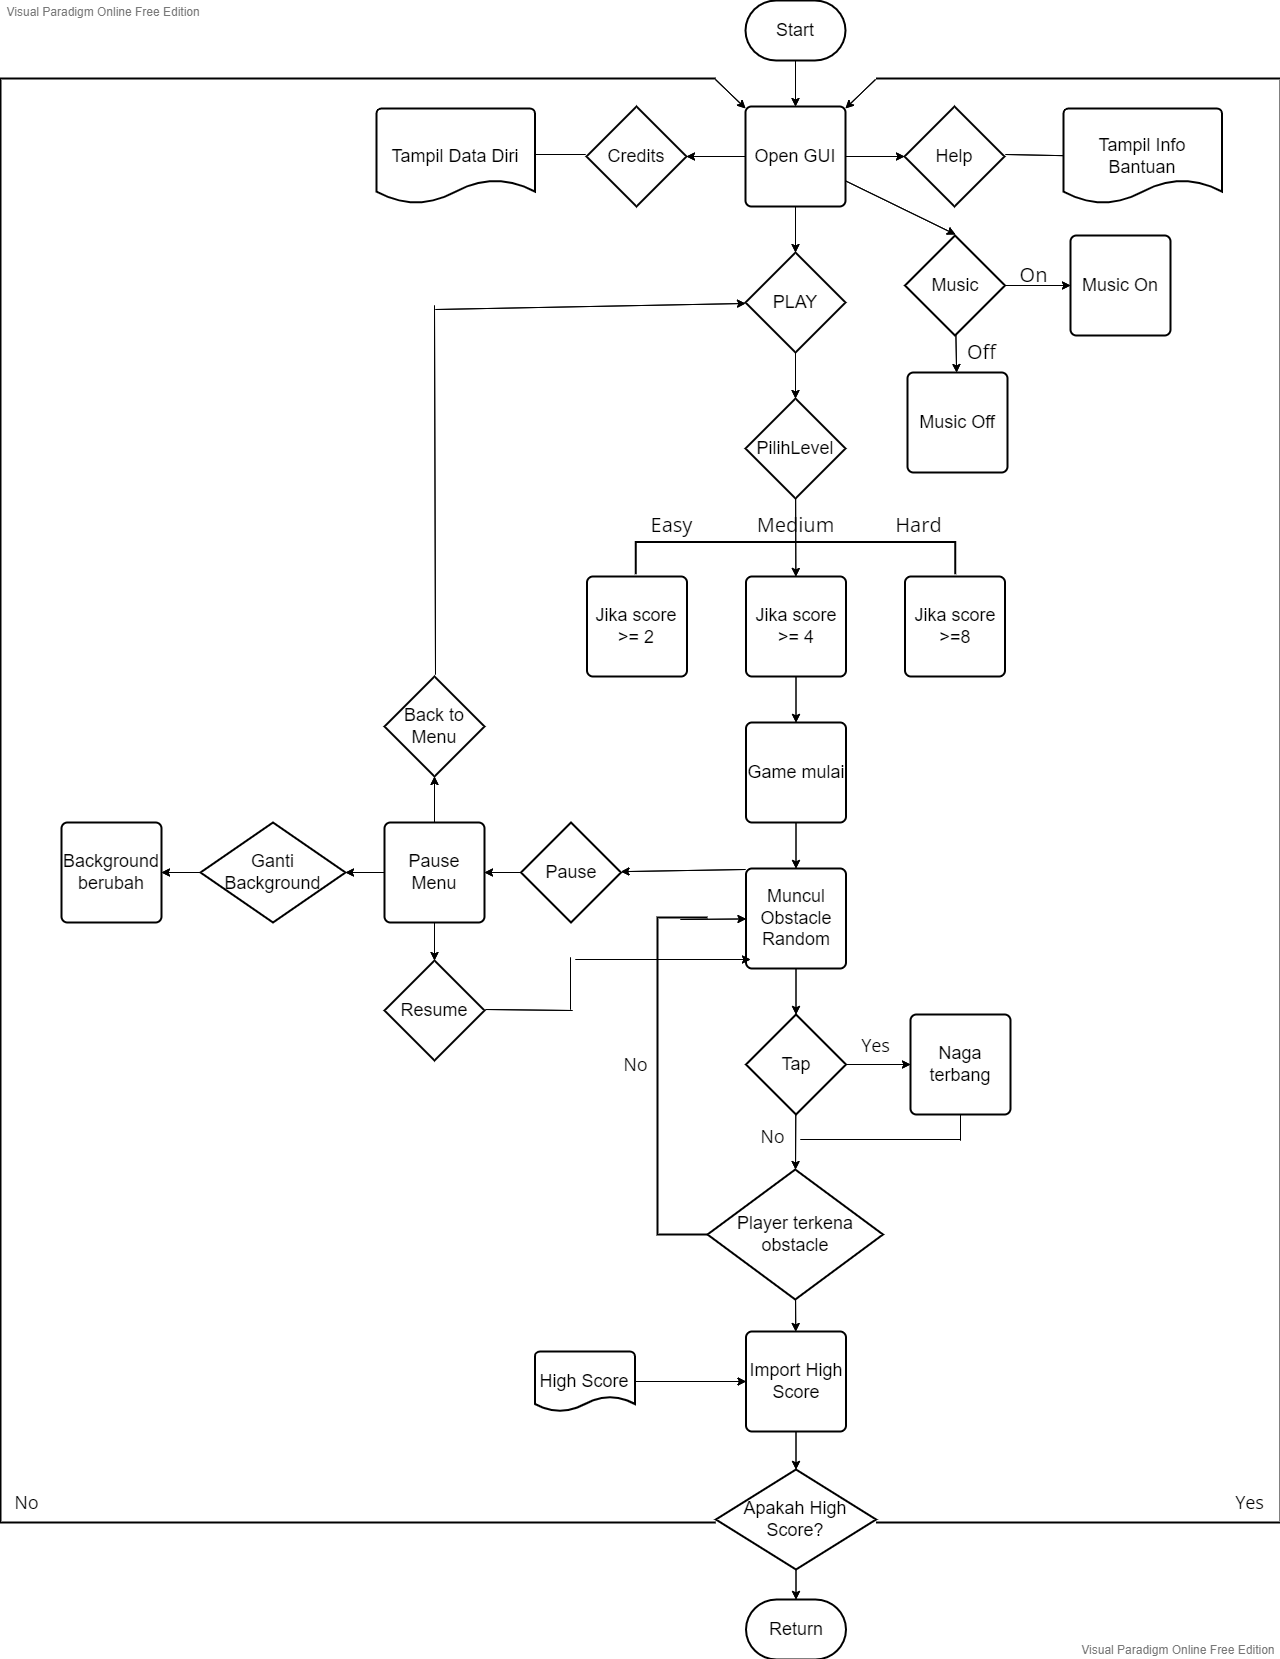 Visual Paradigm Online Free Edition
Start
Tampil Data Diri
Credits
Open GUI
Help
Tampil Info
Bantuan
Music
On
Music On
PLAY
Off
Music Off
PilihLevel
Easy
Medium
Hard
Jika score
>= 2
Jika score
>= 4
Jika score
>=8
Back to
Menu
Game mulai
Background
berubah
Ganti
Background
Pause
Menu
Pause
Muncul
Obstacle
Random
Resume
No
Tap
Yes
Naga
terbang
No
Player terkena
obstacle
High Score
Import High
Score
No
Apakah High
Score?
Yes
Return
Visual Paradigm Online Free Edition